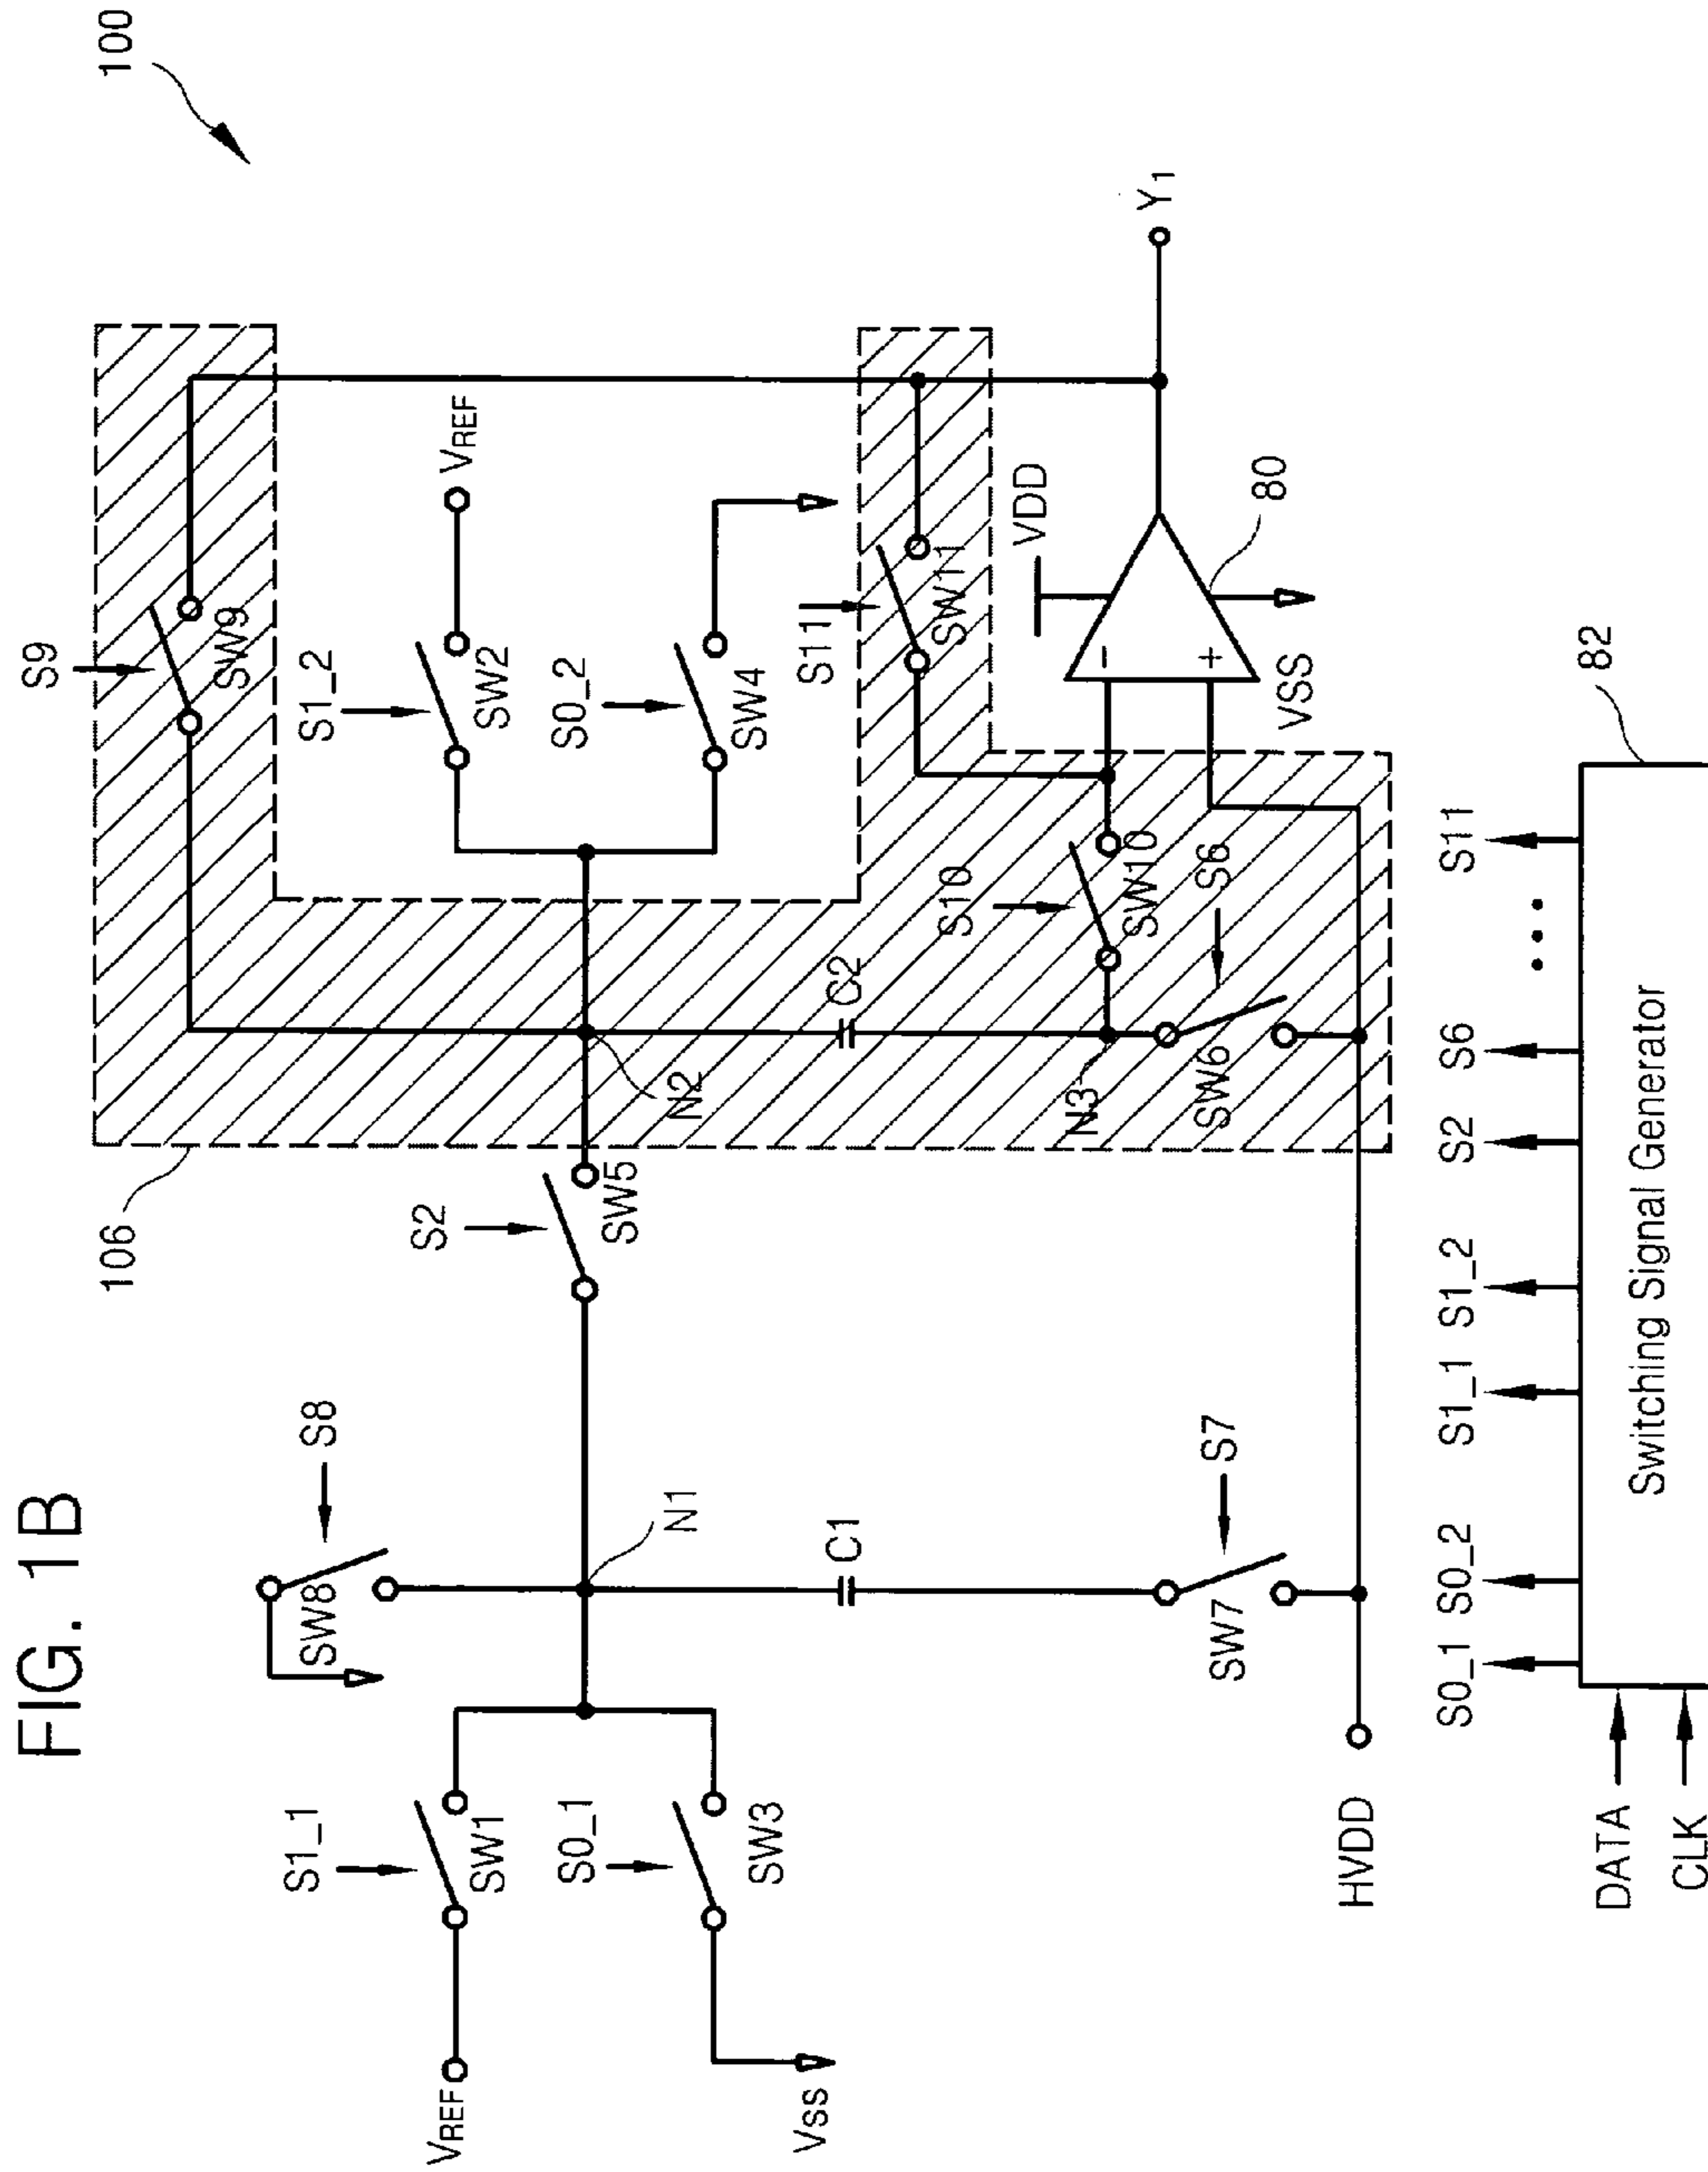 FIG. 1B
100
106
S9
SW9
S8
SW8
S1_1
SW1
VREF
S1_2
SW2
VREF
S2
SW5
N1
N2
S0_1
SW3
VSS
S0_2
SW4
C1
C2
S11
SW11
S10
SW10
N3
S6
SW6
S7
SW7
VDD
-
+
VSS
80
Y1
HVDD
S0_1
S0_2
S1_1
S1_2
S2
S6
...
S11
DATA
CLK
Switching Signal Generator
82